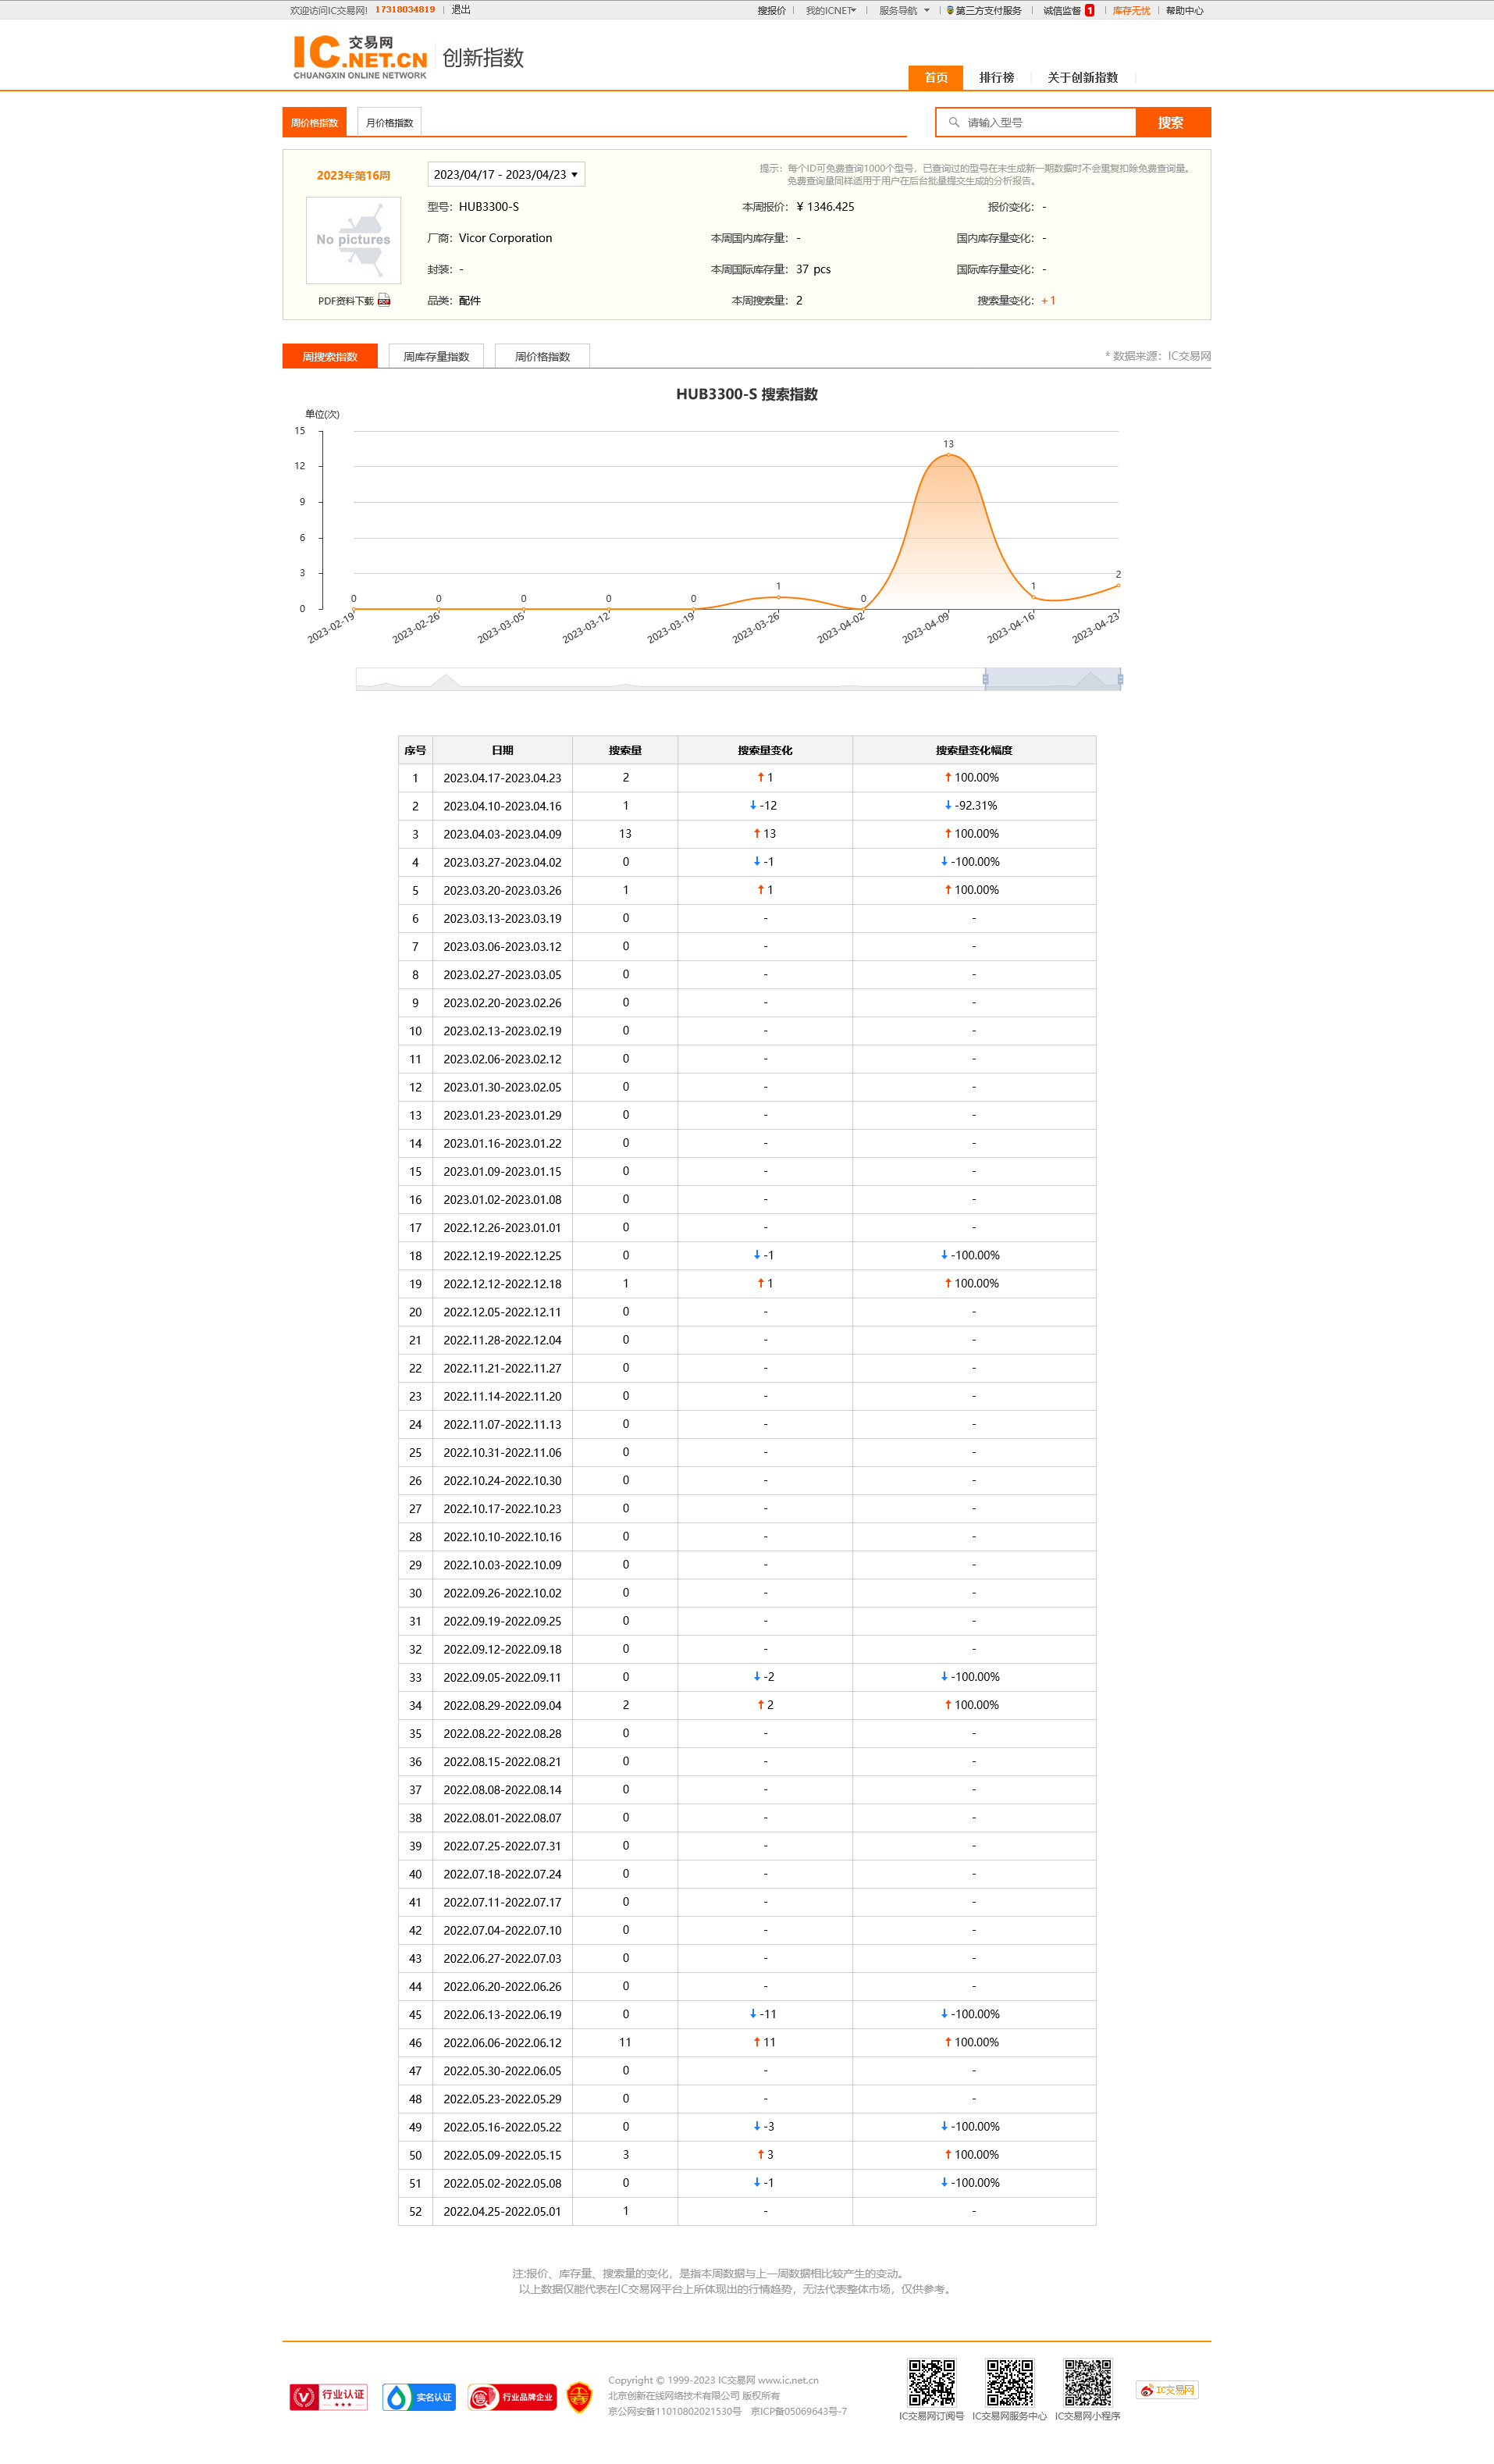 欢迎访问IC交易网! 17318034819 退出 搜报价 我的ICNET 服务导航 第三方支付服务 诚信监督 1 库存无忧 帮助中心
IC 交易网 .NET.CN 创新指数
CHUANGXIN ONLINE NETWORK
首页 排行榜 关于创新指数
周价格指数 月价格指数 请输入型号 搜索
2023年第16周 2023/04/17 - 2023/04/23 提示: 每个ID可免费查询1000个型号,已查询过的型号在未生成新一期数据时不会重复扣除免费查询量。
免费查询量同样适用于用户在后台批量提交生成的分析报告。
型号: HUB3300-S 本周报价: ¥ 1346.425 报价变化: -
No pictures
厂商: Vicor Corporation 本周国内库存量: - 国内库存量变化: -
封装: - 本周国际库存量: 37 pcs 国际库存量变化: -
PDF资料下载 PDF 品类: 配件 本周搜索量: 2 搜索量变化: +1
周搜索指数 周库存量指数 周价格指数 * 数据来源: IC交易网
HUB3300-S 搜索指数
单位(次)
15
12
9
6
3
0
0 0 0 0 0 1 0 13 1 2
2023-02-19 2023-02-26 2023-03-05 2023-03-12 2023-03-19 2023-03-26 2023-04-02 2023-04-09 2023-04-16 2023-04-23
序号 日期 搜索量 搜索量变化 搜索量变化幅度
1 2023.04.17-2023.04.23 2 ↑ 1 ↑ 100.00%
2 2023.04.10-2023.04.16 1 ↓ -12 ↓ -92.31%
3 2023.04.03-2023.04.09 13 ↑ 13 ↑ 100.00%
4 2023.03.27-2023.04.02 0 ↓ -1 ↓ -100.00%
5 2023.03.20-2023.03.26 1 ↑ 1 ↑ 100.00%
6 2023.03.13-2023.03.19 0 - -
7 2023.03.06-2023.03.12 0 - -
8 2023.02.27-2023.03.05 0 - -
9 2023.02.20-2023.02.26 0 - -
10 2023.02.13-2023.02.19 0 - -
11 2023.02.06-2023.02.12 0 - -
12 2023.01.30-2023.02.05 0 - -
13 2023.01.23-2023.01.29 0 - -
14 2023.01.16-2023.01.22 0 - -
15 2023.01.09-2023.01.15 0 - -
16 2023.01.02-2023.01.08 0 - -
17 2022.12.26-2023.01.01 0 - -
18 2022.12.19-2022.12.25 0 ↓ -1 ↓ -100.00%
19 2022.12.12-2022.12.18 1 ↑ 1 ↑ 100.00%
20 2022.12.05-2022.12.11 0 - -
21 2022.11.28-2022.12.04 0 - -
22 2022.11.21-2022.11.27 0 - -
23 2022.11.14-2022.11.20 0 - -
24 2022.11.07-2022.11.13 0 - -
25 2022.10.31-2022.11.06 0 - -
26 2022.10.24-2022.10.30 0 - -
27 2022.10.17-2022.10.23 0 - -
28 2022.10.10-2022.10.16 0 - -
29 2022.10.03-2022.10.09 0 - -
30 2022.09.26-2022.10.02 0 - -
31 2022.09.19-2022.09.25 0 - -
32 2022.09.12-2022.09.18 0 - -
33 2022.09.05-2022.09.11 0 ↓ -2 ↓ -100.00%
34 2022.08.29-2022.09.04 2 ↑ 2 ↑ 100.00%
35 2022.08.22-2022.08.28 0 - -
36 2022.08.15-2022.08.21 0 - -
37 2022.08.08-2022.08.14 0 - -
38 2022.08.01-2022.08.07 0 - -
39 2022.07.25-2022.07.31 0 - -
40 2022.07.18-2022.07.24 0 - -
41 2022.07.11-2022.07.17 0 - -
42 2022.07.04-2022.07.10 0 - -
43 2022.06.27-2022.07.03 0 - -
44 2022.06.20-2022.06.26 0 - -
45 2022.06.13-2022.06.19 0 ↓ -11 ↓ -100.00%
46 2022.06.06-2022.06.12 11 ↑ 11 ↑ 100.00%
47 2022.05.30-2022.06.05 0 - -
48 2022.05.23-2022.05.29 0 - -
49 2022.05.16-2022.05.22 0 ↓ -3 ↓ -100.00%
50 2022.05.09-2022.05.15 3 ↑ 3 ↑ 100.00%
51 2022.05.02-2022.05.08 0 ↓ -1 ↓ -100.00%
52 2022.04.25-2022.05.01 1 - -
注:报价、库存量、搜索量的变化，是指本周数据与上一周数据相比较产生的变动。
以上数据仅能代表在IC交易网平台上所体现出的行情趋势，无法代表整体市场，仅供参考。
行业认证 实名认证 行业品牌企业
Copyright © 1999-2023 IC交易网 www.ic.net.cn
北京创新在线网络技术有限公司 版权所有
京公网安备11010802021530号 京ICP备05069643号-7
IC交易网订阅号 IC交易网服务中心 IC交易网小程序
IC交易网